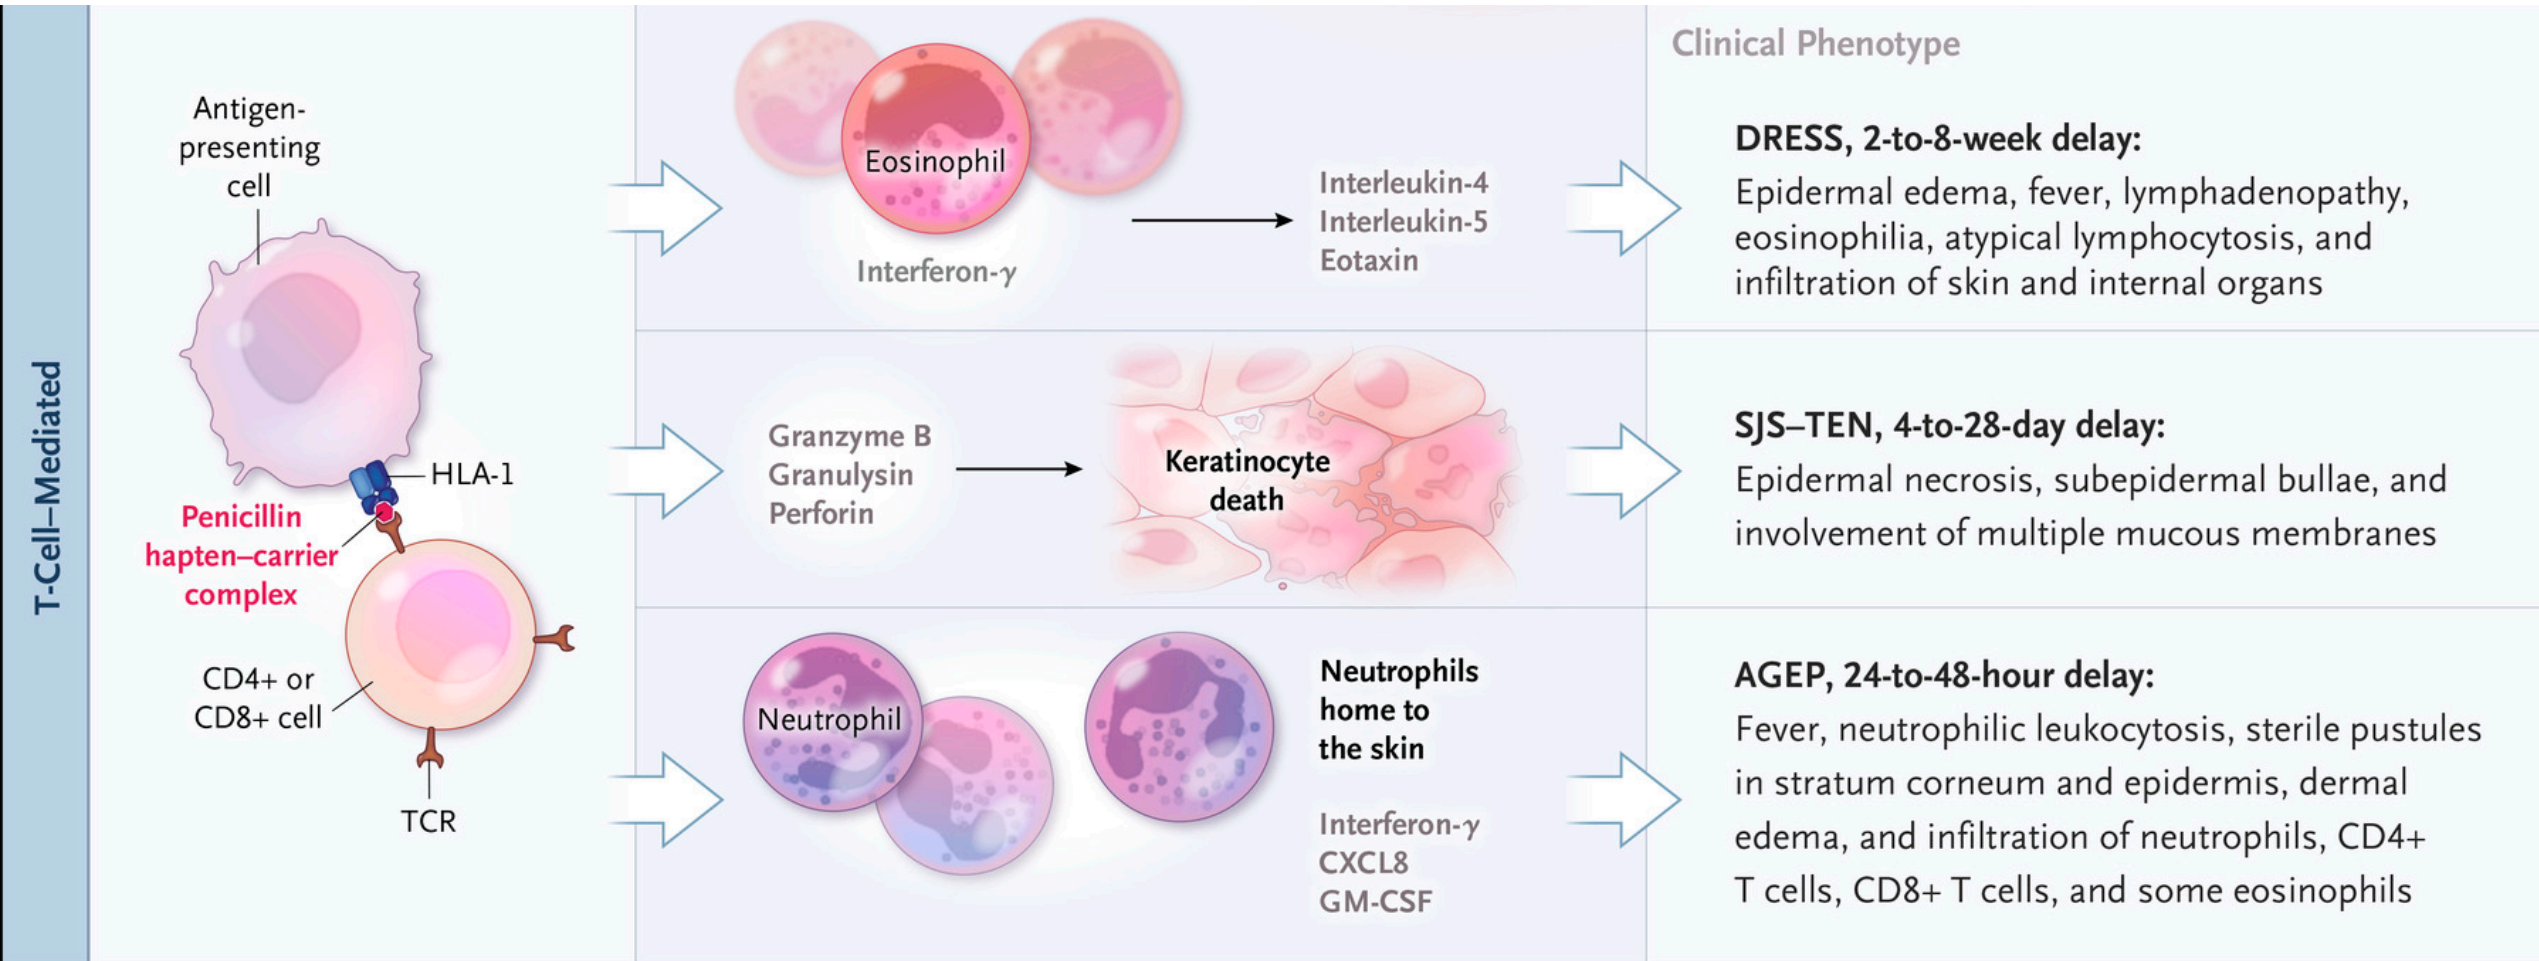 T-Cell–Mediated
Antigen-
presenting
cell
HLA-1
Penicillin
hapten–carrier
complex
CD4+ or
CD8+ cell
TCR
Eosinophil
Interferon-γ
Interleukin-4
Interleukin-5
Eotaxin
Clinical Phenotype
DRESS, 2-to-8-week delay:
Epidermal edema, fever, lymphadenopathy,
eosinophilia, atypical lymphocytosis, and
infiltration of skin and internal organs
Granzyme B
Granulysin
Perforin
Keratinocyte
death
SJS–TEN, 4-to-28-day delay:
Epidermal necrosis, subepidermal bullae, and
involvement of multiple mucous membranes
Neutrophil
Neutrophils
home to
the skin
Interferon-γ
CXCL8
GM-CSF
AGEP, 24-to-48-hour delay:
Fever, neutrophilic leukocytosis, sterile pustules
in stratum corneum and epidermis, dermal
edema, and infiltration of neutrophils, CD4+
T cells, CD8+ T cells, and some eosinophils